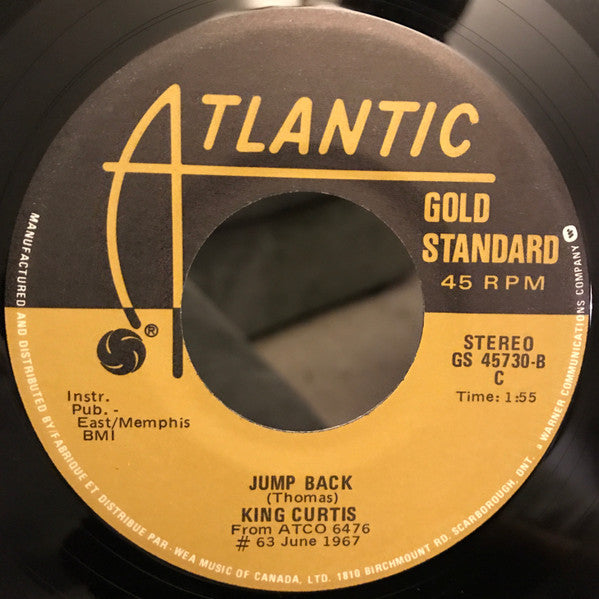 ATLANTIC
GOLD
STANDARD
45 RPM
®
STEREO
GS 45730-B
C
Time: 1:55
Instr.
Pub. -
East/Memphis
BMI
JUMP BACK
(Thomas)
KING CURTIS
From ATCO 6476
# 63 June 1967
MANUFACTURED AND DISTRIBUTED BY/FABRIQUE ET DISTRIBUE PAR-WEA MUSIC OF CANADA, LTD. 1810 BIRCHMOUNT RD. SCARBOROUGH, ONT. a WARNER COMMUNICATIONS COMPANY